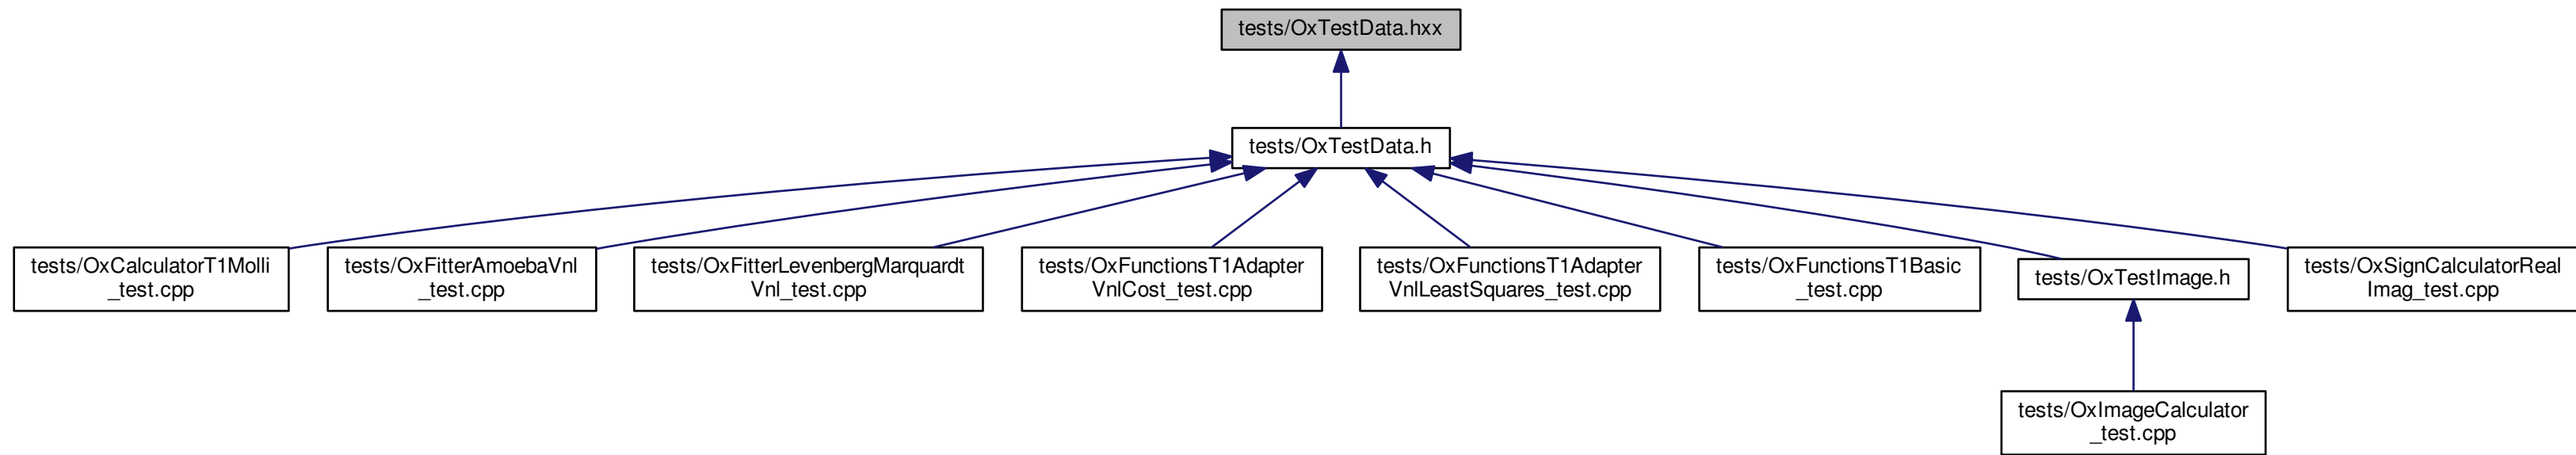 tests/OxTestData.hxx
tests/OxTestData.h
tests/OxCalculatorT1Molli
_test.cpp
tests/OxFitterAmoebaVnl
_test.cpp
tests/OxFitterLevenbergMarquardt
Vnl_test.cpp
tests/OxFunctionsT1Adapter
VnlCost_test.cpp
tests/OxFunctionsT1Adapter
VnlLeastSquares_test.cpp
tests/OxFunctionsT1Basic
_test.cpp
tests/OxTestImage.h
tests/OxSignCalculatorReal
Imag_test.cpp
tests/OxImageCalculator
_test.cpp